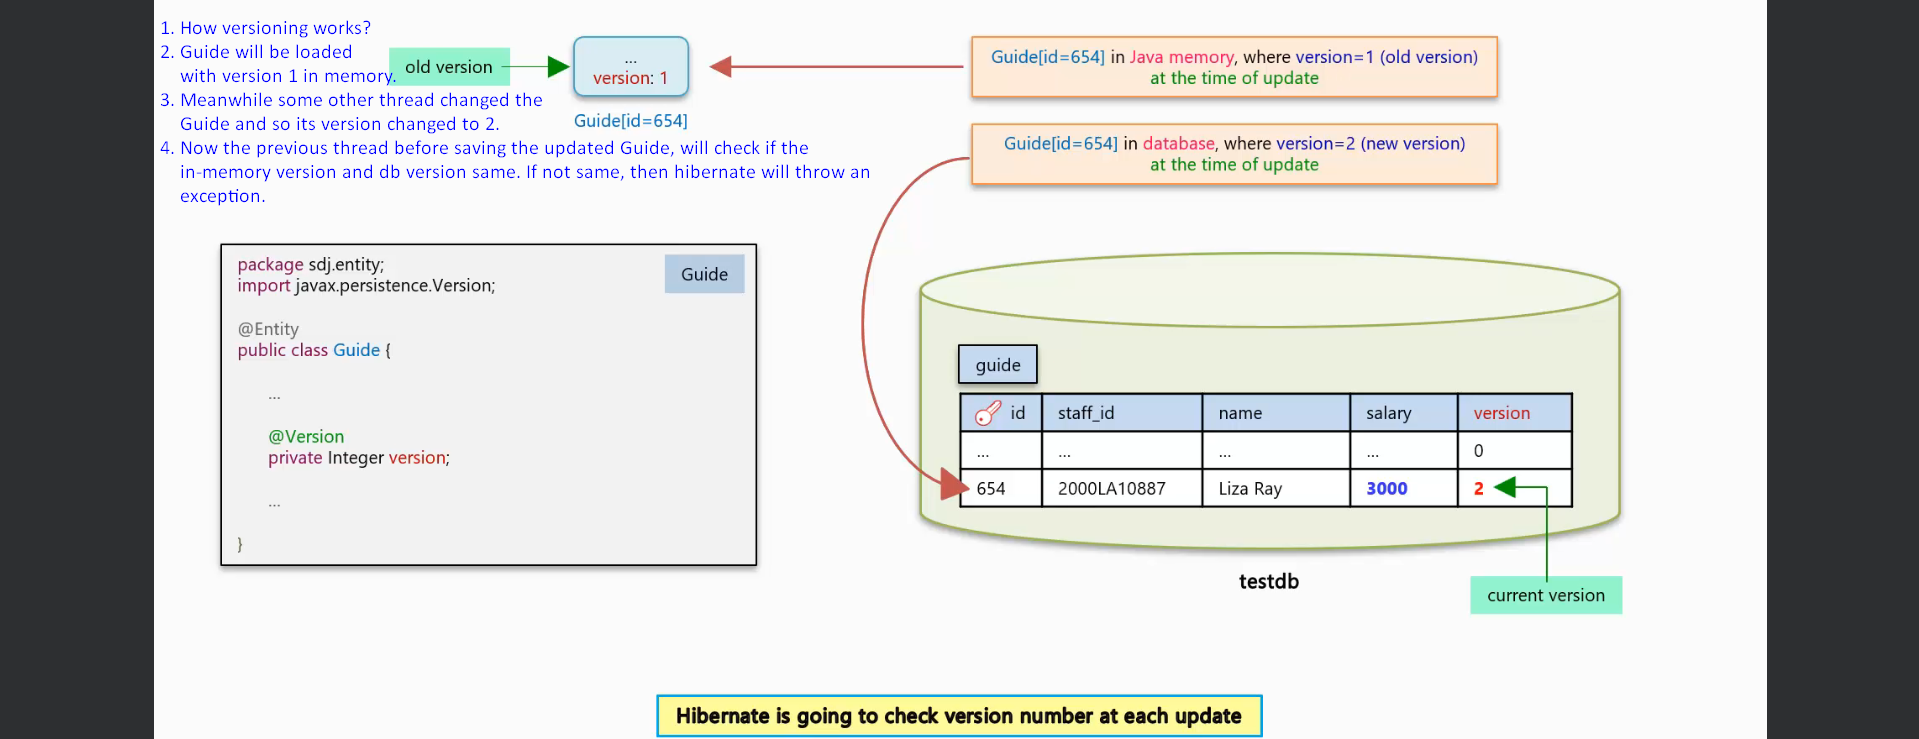 1. How versioning works?
2. Guide will be loaded
with version 1 in memory.
3. Meanwhile some other thread changed the
Guide and so its version changed to 2.
4. Now the previous thread before saving the updated Guide, will check if the
in-memory version and db version same. If not same, then hibernate will throw an
exception.
old version
...
version: 1
Guide[id=654]
Guide[id=654] in Java memory, where version=1 (old version)
at the time of update
Guide[id=654] in database, where version=2 (new version)
at the time of update
Guide
package sdj.entity;
import javax.persistence.Version;
@Entity
public class Guide {
...
@Version
private Integer version;
...
}
guide
id staff_id name salary version
... ... ... ... 0
654 2000LA10887 Liza Ray 3000 2
testdb
current version
Hibernate is going to check version number at each update